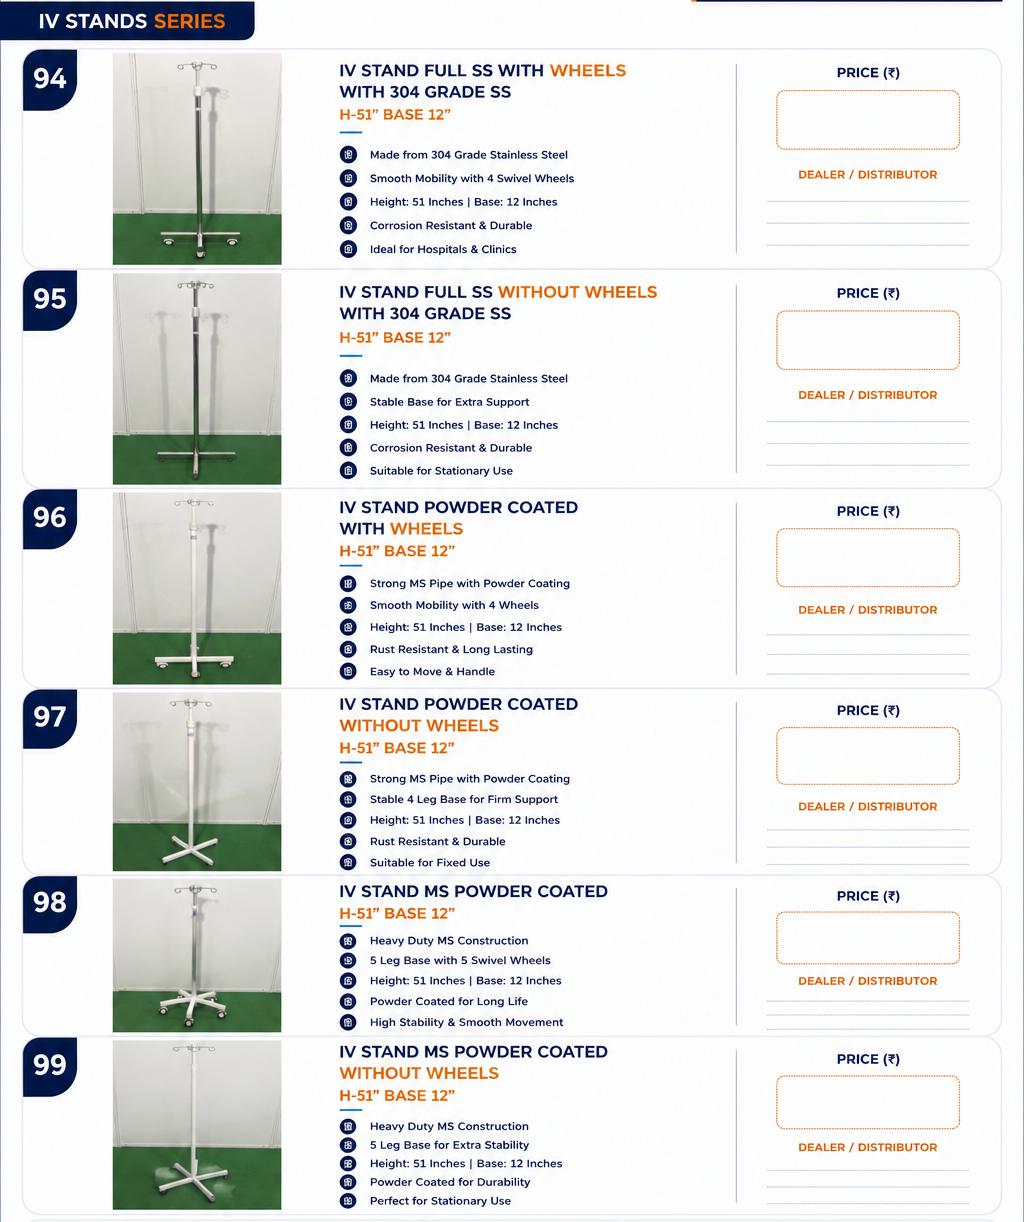 IV STANDS SERIES
94
IV STAND FULL SS WITH WHEELS
WITH 304 GRADE SS
H-51” BASE 12”
Made from 304 Grade Stainless Steel
Smooth Mobility with 4 Swivel Wheels
Height: 51 Inches | Base: 12 Inches
Corrosion Resistant & Durable
Ideal for Hospitals & Clinics
PRICE (₹)
DEALER / DISTRIBUTOR
95
IV STAND FULL SS WITHOUT WHEELS
WITH 304 GRADE SS
H-51” BASE 12”
Made from 304 Grade Stainless Steel
Stable Base for Extra Support
Height: 51 Inches | Base: 12 Inches
Corrosion Resistant & Durable
Suitable for Stationary Use
PRICE (₹)
DEALER / DISTRIBUTOR
96
IV STAND POWDER COATED
WITH WHEELS
H-51” BASE 12”
Strong MS Pipe with Powder Coating
Smooth Mobility with 4 Wheels
Height: 51 Inches | Base: 12 Inches
Rust Resistant & Long Lasting
Easy to Move & Handle
PRICE (₹)
DEALER / DISTRIBUTOR
97
IV STAND POWDER COATED
WITHOUT WHEELS
H-51” BASE 12”
Strong MS Pipe with Powder Coating
Stable 4 Leg Base for Firm Support
Height: 51 Inches | Base: 12 Inches
Rust Resistant & Durable
Suitable for Fixed Use
PRICE (₹)
DEALER / DISTRIBUTOR
98
IV STAND MS POWDER COATED
H-51” BASE 12”
Heavy Duty MS Construction
5 Leg Base with 5 Swivel Wheels
Height: 51 Inches | Base: 12 Inches
Powder Coated for Long Life
High Stability & Smooth Movement
PRICE (₹)
DEALER / DISTRIBUTOR
99
IV STAND MS POWDER COATED
WITHOUT WHEELS
H-51” BASE 12”
Heavy Duty MS Construction
5 Leg Base for Extra Stability
Height: 51 Inches | Base: 12 Inches
Powder Coated for Durability
Perfect for Stationary Use
PRICE (₹)
DEALER / DISTRIBUTOR